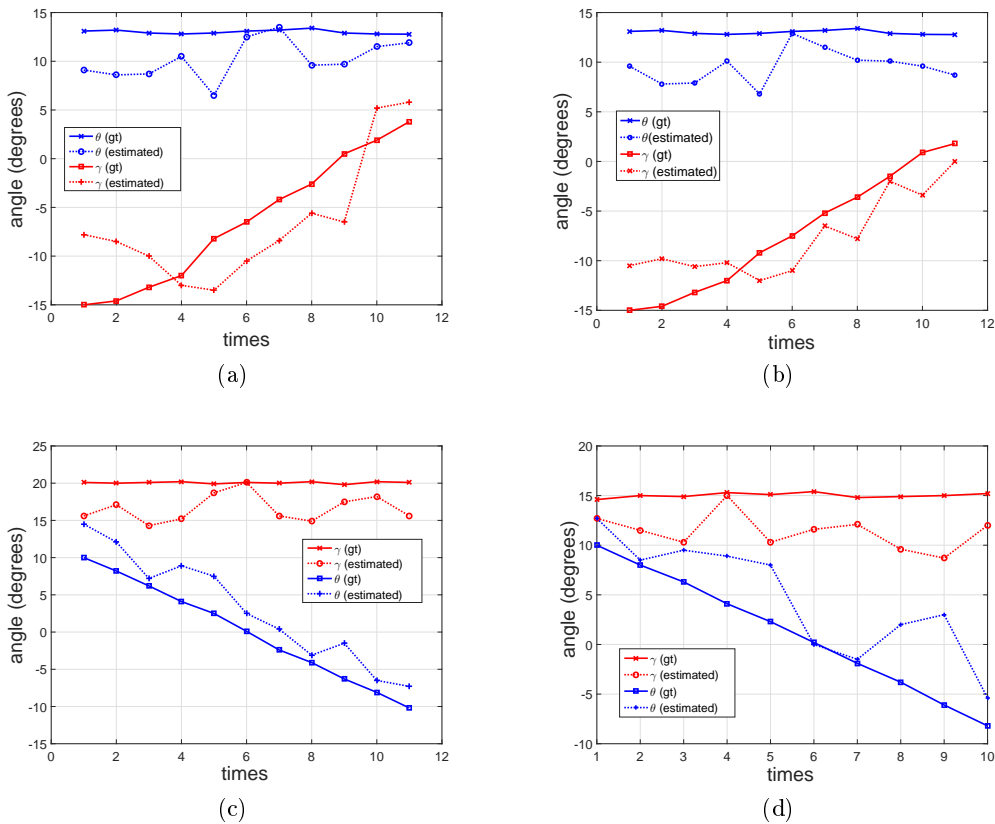 15
10
5
0
-5
-10
-15
angle (degrees)
θ (gt)
θ (estimated)
γ (gt)
γ (estimated)
0 2 4 6 8 10 12
times
(a)
15
10
5
0
-5
-10
-15
angle (degrees)
θ (gt)
θ(estimated)
γ (gt)
γ (estimated)
0 2 4 6 8 10 12
times
(b)
25
20
15
10
5
0
-5
-10
-15
angle (degrees)
γ (gt)
γ (estimated)
θ (gt)
θ (estimated)
0 2 4 6 8 10 12
times
(c)
20
15
10
5
0
-5
-10
angle (degrees)
γ (gt)
γ (estimated)
θ (gt)
θ (estimated)
1 2 3 4 5 6 7 8 9 10
times
(d)